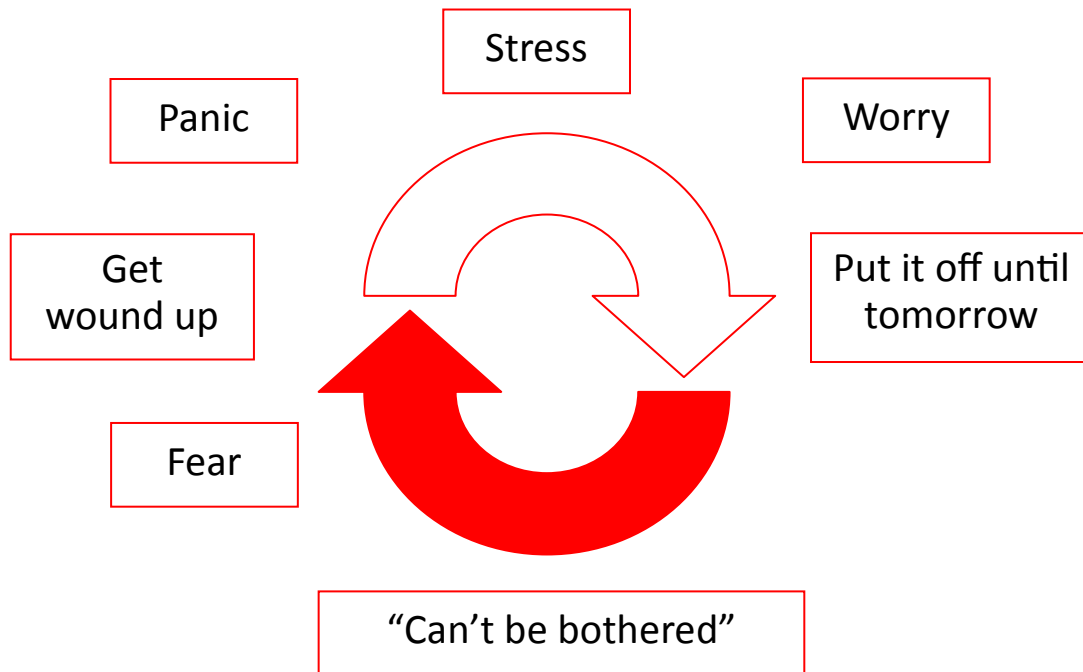 Stress
Panic
Worry
Get
wound up
Put it off until
tomorrow
Fear
“Can’t be bothered”